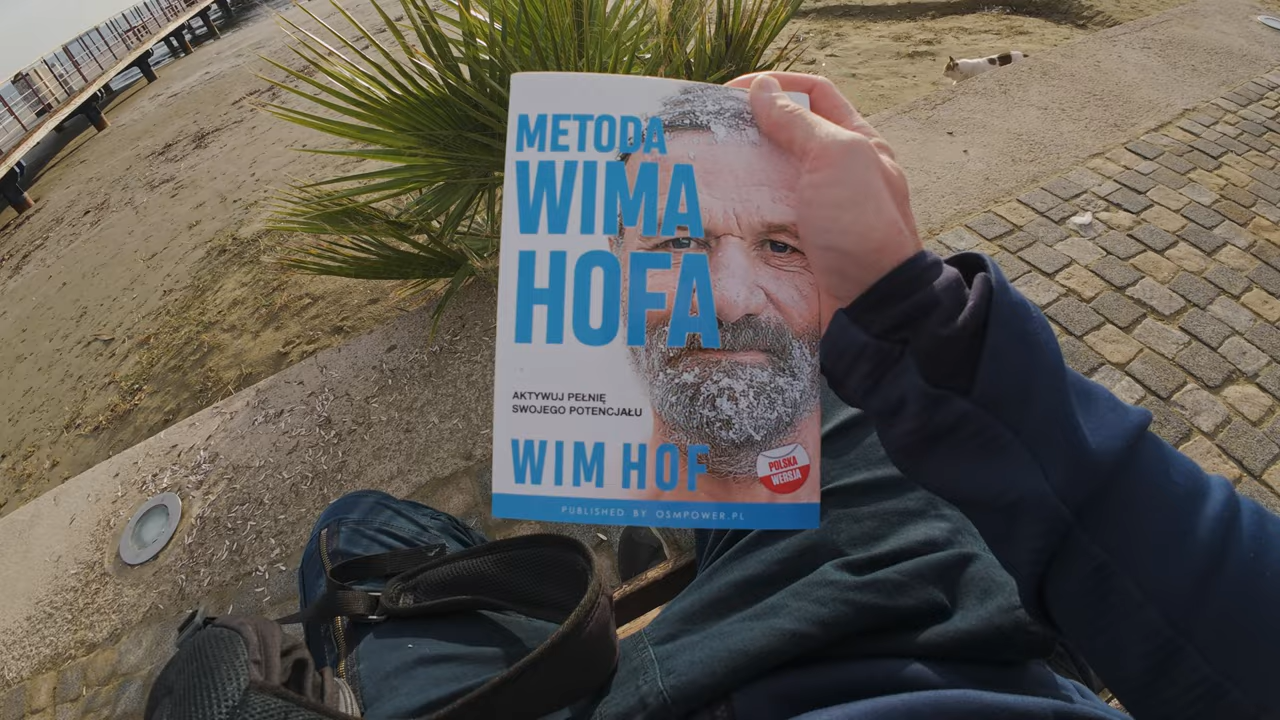 METODA
WIMA
HOFA
AKTYWUJ PEŁNIĘ
SWOJEGO POTENCJAŁU
WIM HOF
POLSKA
WERSJA
PUBLISHED BY OSMPOWER.PL